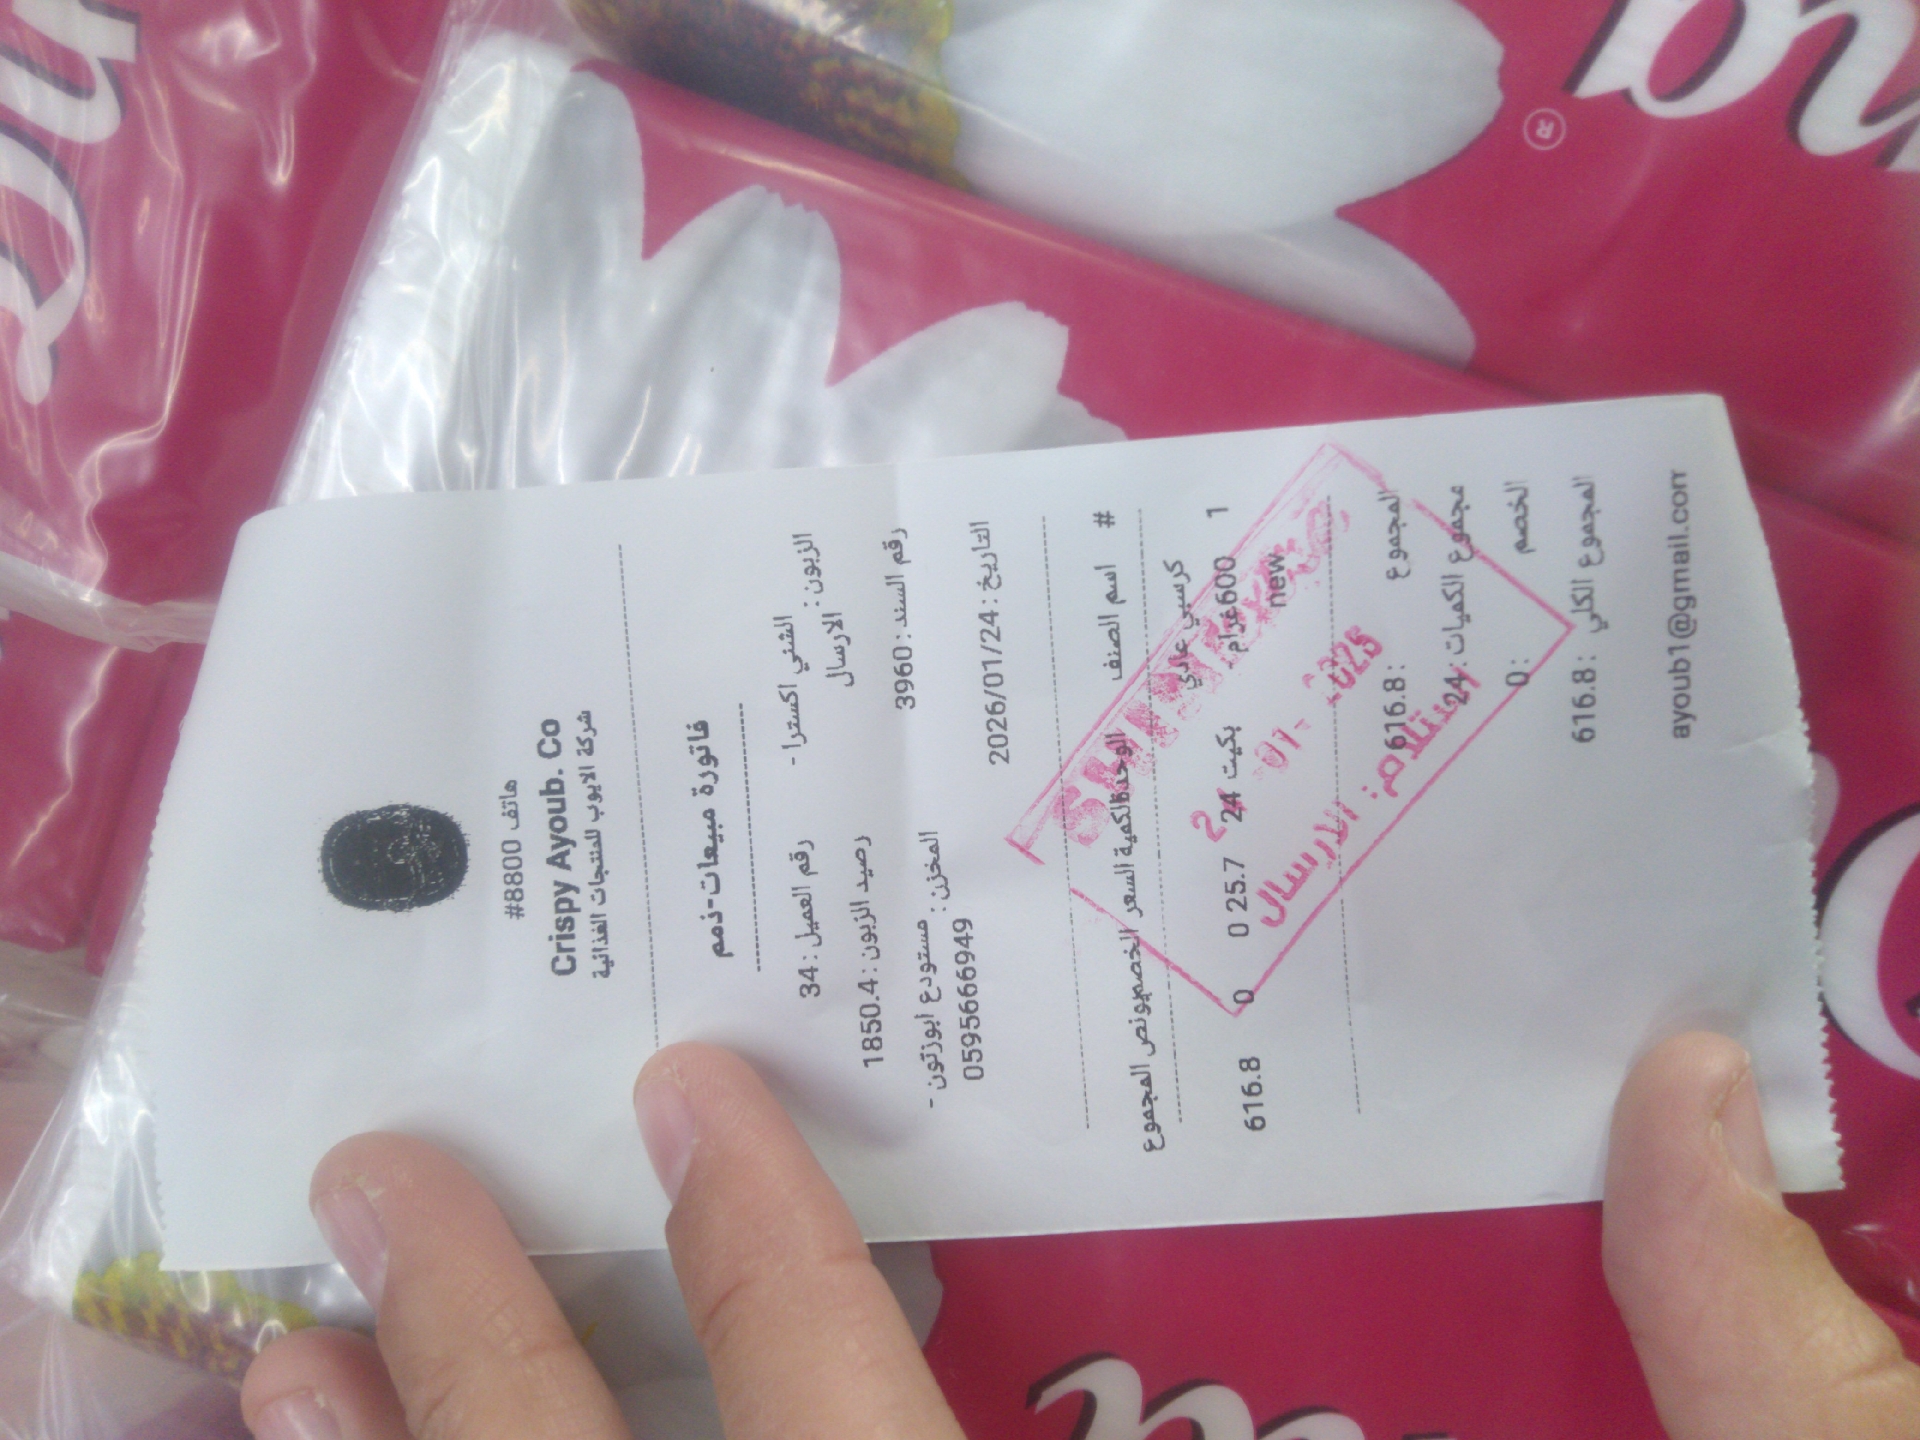 هاتف 8800#
Crispy Ayoub. Co
شركة الايوب للمنتجات الغذائية
فاتورة مبيعات-ذمم
الزبون : الشني اكسترا - الارسال
رقم العميل : 34
رقم السند : 3960
رصيد الزبون : 1850.4
التاريخ : 2026/01/24
المخزن : مستودع ابوزتون -
0595666949
# اسم الصنف الوحدة الكمية السعر الخصم بونص المجموع
1 كرسبي عادي 600غرام new بكيت 24 25.7 0 0 616.8
المجموع : 616.8
مجموع الكميات : 24
الخصم : 0
المجموع الكلي : 616.8
ayoub1@gmail.com
استلام: الارسال
®